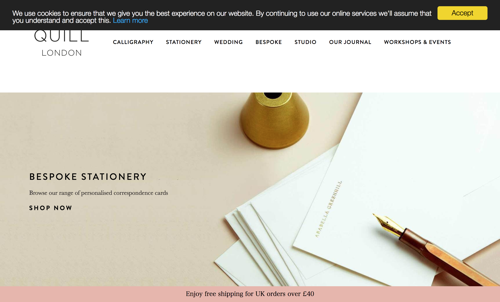 We use cookies to ensure that we give you the best experience on our website. By continuing to use our online services we'll assume that
you understand and accept this. Learn more
Accept
QUILL
LONDON
CALLIGRAPHY STATIONERY WEDDING BESPOKE STUDIO OUR JOURNAL WORKSHOPS & EVENTS
BESPOKE STATIONERY
Browse our range of personalised correspondence cards
SHOP NOW
ARABELLA GREENHILL
Enjoy free shipping for UK orders over £40